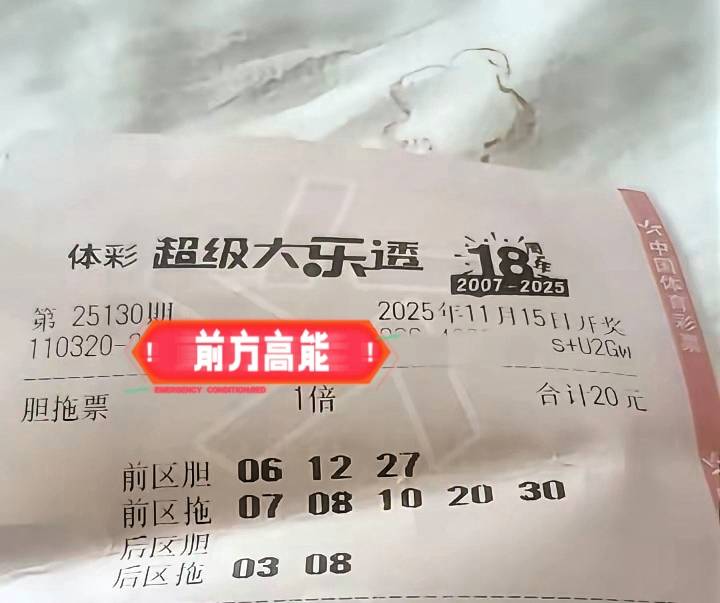 体彩 超级大乐透 18周年
2007-2025
第 25130期 2025年11月15日开奖
110320- s+U2Gw
前方高能
EMERGENCY CONDITION:RED
胆拖票 1倍 合计20元
前区胆 06 12 27
前区拖 07 08 10 20 30
后区胆
后区拖 03 08
中国体育彩票